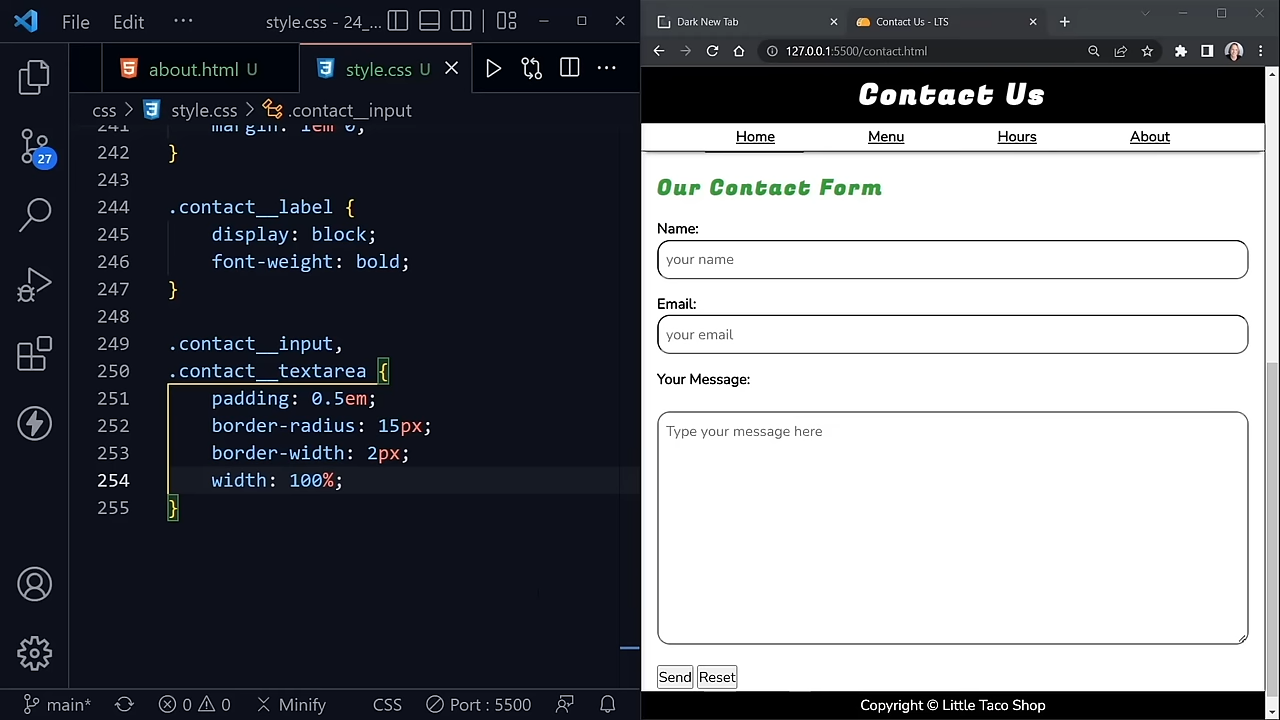 File Edit ··· style.css - 24_...
about.html U style.css U
css > style.css > .contact__input
241 margin: 1em 0;
242 }
243
244 .contact__label {
245 display: block;
246 font-weight: bold;
247 }
248
249 .contact__input,
250 .contact__textarea {
251 padding: 0.5em;
252 border-radius: 15px;
253 border-width: 2px;
254 width: 100%;
255 }
27
main* 0 0 Minify CSS Port : 5500
Dark New Tab Contact Us - LTS
127.0.0.1:5500/contact.html
Contact Us
Home Menu Hours About
Our Contact Form
Name:
your name
Email:
your email
Your Message:
Type your message here
Send Reset
Copyright © Little Taco Shop